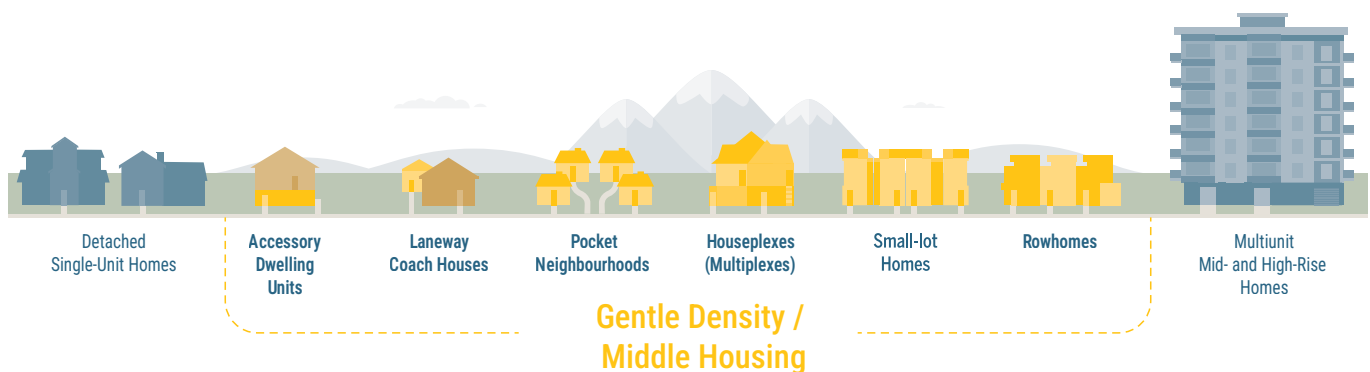 Detached
Single-Unit Homes
Accessory
Dwelling
Units
Laneway
Coach Houses
Pocket
Neighbourhoods
Houseplexes
(Multiplexes)
Small-lot
Homes
Rowhomes
Multiunit
Mid- and High-Rise
Homes
Gentle Density /
Middle Housing